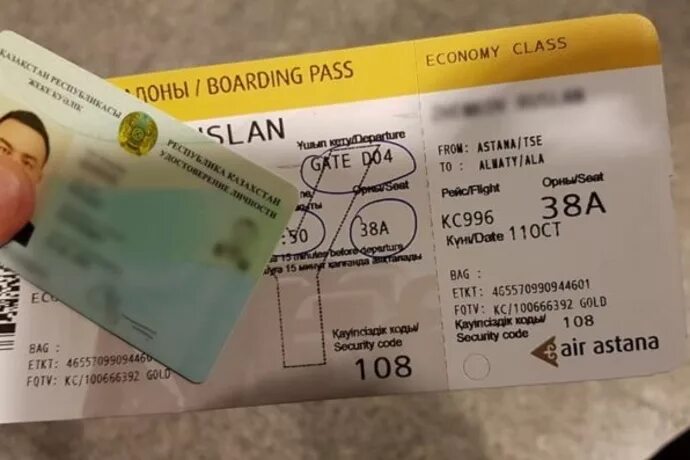 ҚАЗАҚСТАН РЕСПУБЛИКАСЫ
ЖЕКЕ КУӘЛІК
РЕСПУБЛИКА КАЗАХСТАН
УДОСТОВЕРЕНИЕ ЛИЧНОСТИ
ТАЛОНЫ / BOARDING PASS
SLAN
Ұшып кету/Departure
GATE D04
Орны/Seat
:50
38A
15 minutes before departure
15 минут қалғанда жабылады
EC
BAG :
ETKT: 46557099094460
FQTV: KC/100666392 GOLD
Қауіпсіздік коды/
Security code
108
ECONOMY CLASS
FROM: ASTANA/TSE
TO : ALMATY/ALA
Рейс/Flight
Орны/Seat
KC996
38A
Күні/Date 11OCT
BAG :
ETKT: 465570990944601
FQTV: KC/100666392 GOLD
Қауіпсіздік коды/
Security code
108
air astana